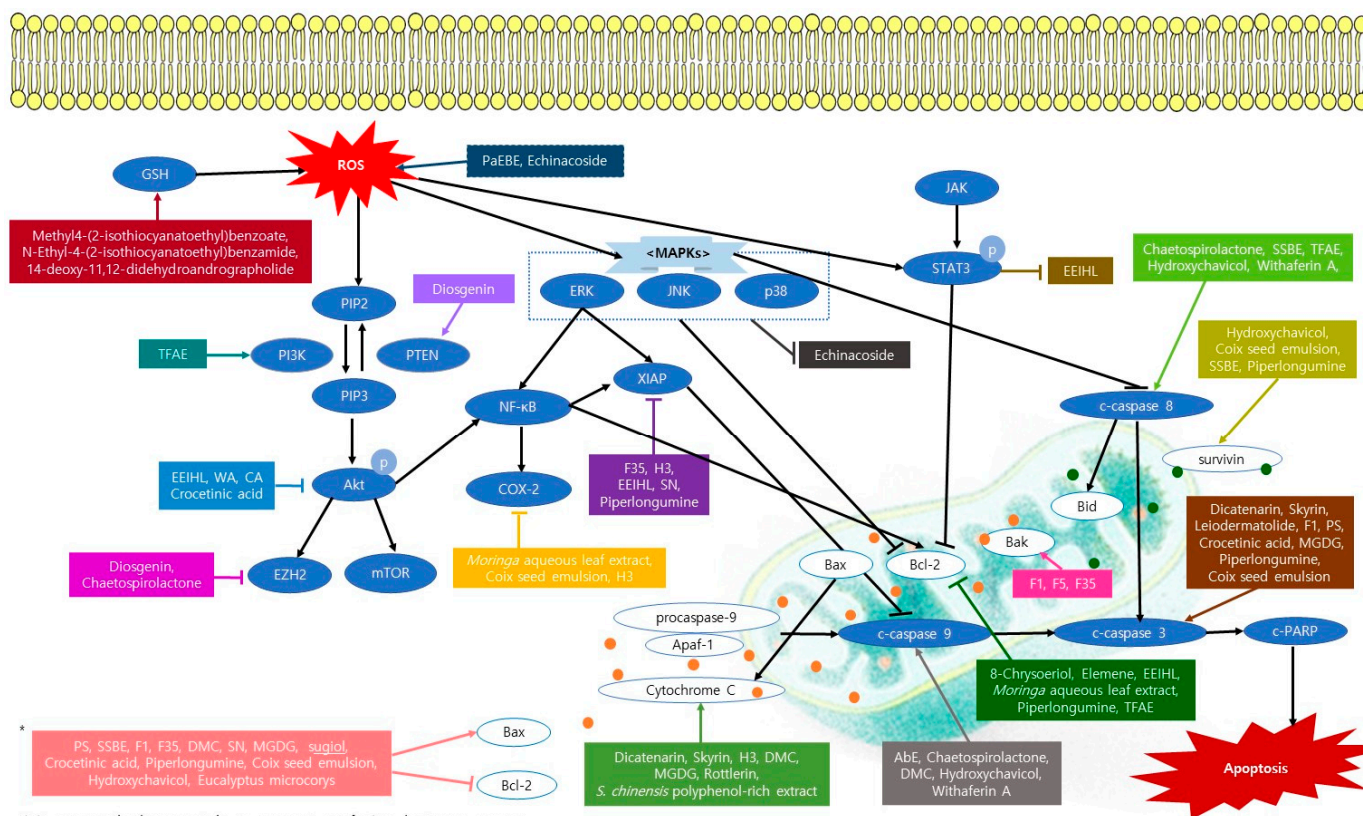 ROS
PaEBE, Echinacoside
GSH
JAK
Methyl4-(2-isothiocyanatoethyl)benzoate,
N-Ethyl-4-(2-isothiocyanatoethyl)benzamide,
14-deoxy-11,12-didehydroandrographolide
<MAPKs>
ERK
JNK
p38
p
STAT3
EEIHL
Chaetospirolactone, SSBE, TFAE,
Hydroxychavicol, Withaferin A,
PIP2
Diosgenin
TFAE
PI3K
PTEN
Echinacoside
Hydroxychavicol,
Coix seed emulsion,
SSBE, Piperlongumine
PIP3
XIAP
NF-κB
c-caspase 8
survivin
EEIHL, WA, CA
Crocetinic acid
p
Akt
COX-2
F35, H3,
EEIHL, SN,
Piperlongumine
Bid
Dicatenarin, Skyrin,
Leiodermatolide, F1, PS,
Crocetinic acid, MGDG,
Piperlongumine,
Coix seed emulsion
Bak
Diosgenin,
Chaetospirolactone
EZH2
mTOR
Moringa aqueous leaf extract,
Coix seed emulsion, H3
Bax
Bcl-2
F1, F5, F35
procaspase-9
Apaf-1
c-caspase 9
c-caspase 3
c-PARP
Cytochrome C
8-Chrysoeriol, Elemene, EEIHL,
Moringa aqueous leaf extract,
Piperlongumine, TFAE
*
PS, SSBE, F1, F35, DMC, SN, MGDG, sugiol,
Crocetinic acid, Piperlongumine, Coix seed emulsion,
Hydroxychavicol, Eucalyptus microcorys
Bax
Bcl-2
Dicatenarin, Skyrin, H3, DMC,
MGDG, Rottlerin,
S. chinensis polyphenol-rich extract
AbE, Chaetospirolactone,
DMC, Hydroxychavicol,
Withaferin A
Apoptosis